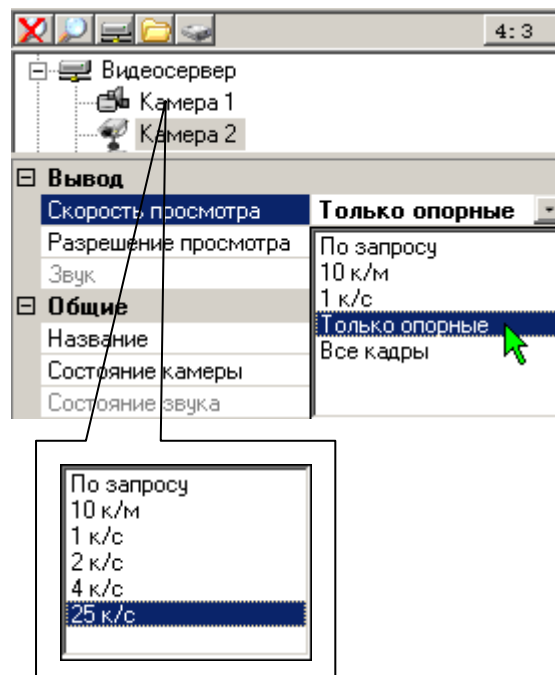 4:3
Видеосервер
Камера 1
Камера 2
Вывод
Скорость просмотра
Только опорные
Разрешение просмотра
По запросу
10 к/м
Звук
1 к/с
Общие
Только опорные
Название
Все кадры
Состояние камеры
Состояние звука
По запросу
10 к/м
1 к/с
2 к/с
4 к/с
25 к/с